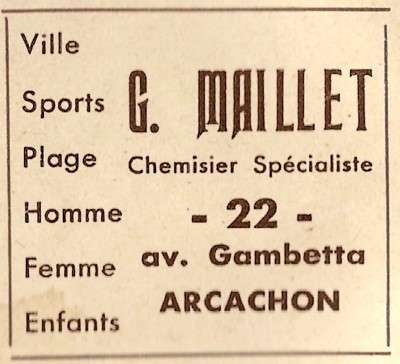 Ville
Sports
Plage
Homme
Femme
Enfants
G. MAILLET
Chemisier Spécialiste
- 22 -
av. Gambetta
ARCACHON